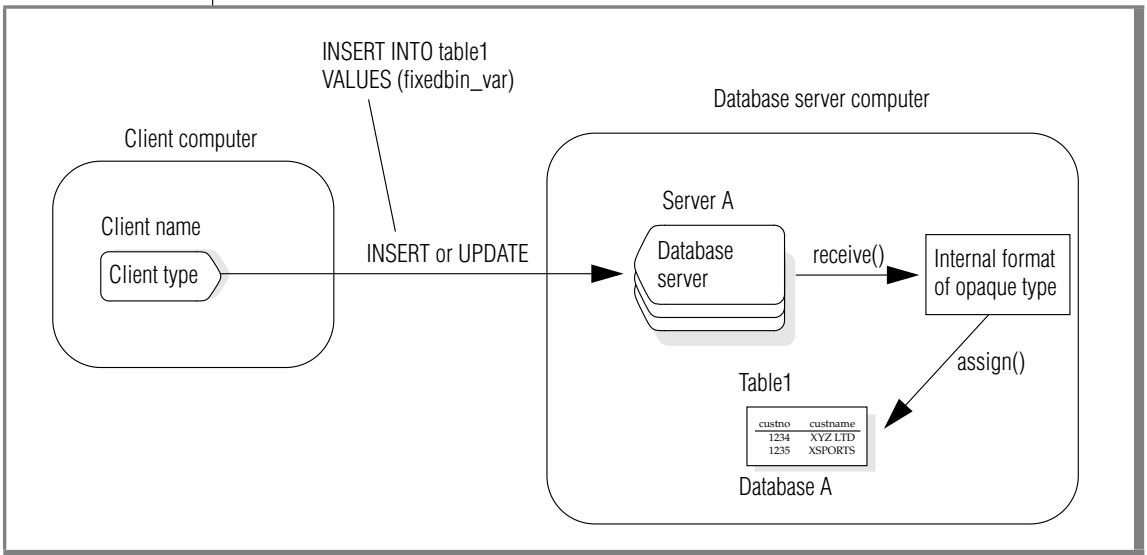 INSERT INTO table1
VALUES (fixedbin_var)
Database server computer
Client computer
Server A
Client name
Client type
INSERT or UPDATE
Database
server
receive()
Internal format
of opaque type
assign()
Table1
custno custname
1234 XYZ LTD
1235 XSPORTS
Database A